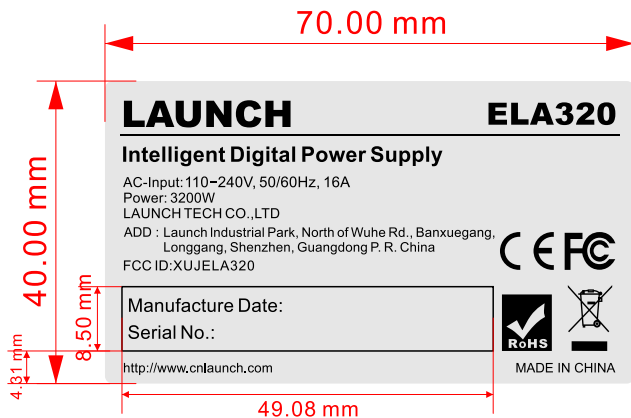 70.00 mm
LAUNCH ELA320
Intelligent Digital Power Supply
AC-Input:110-240V, 50/60Hz, 16A
Power: 3200W
LAUNCH TECH CO.,LTD
ADD : Launch Industrial Park, North of Wuhe Rd., Banxuegang,
Longgang, Shenzhen, Guangdong P. R. China
FCC ID:XUJELA320
CE FC
40.00 mm
8.50 mm
Manufacture Date:
Serial No.:
RoHS
4.31 mm
http://www.cnlaunch.com
MADE IN CHINA
49.08 mm